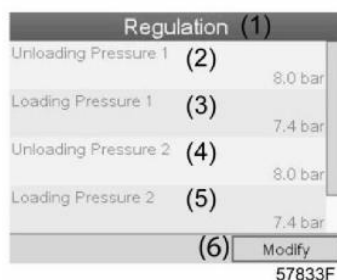 Regulation (1)
Unloading Pressure 1 (2)
8.0 bar
Loading Pressure 1 (3)
7.4 bar
Unloading Pressure 2 (4)
8.0 bar
Loading Pressure 2 (5)
7.4 bar
(6) Modify
57833F